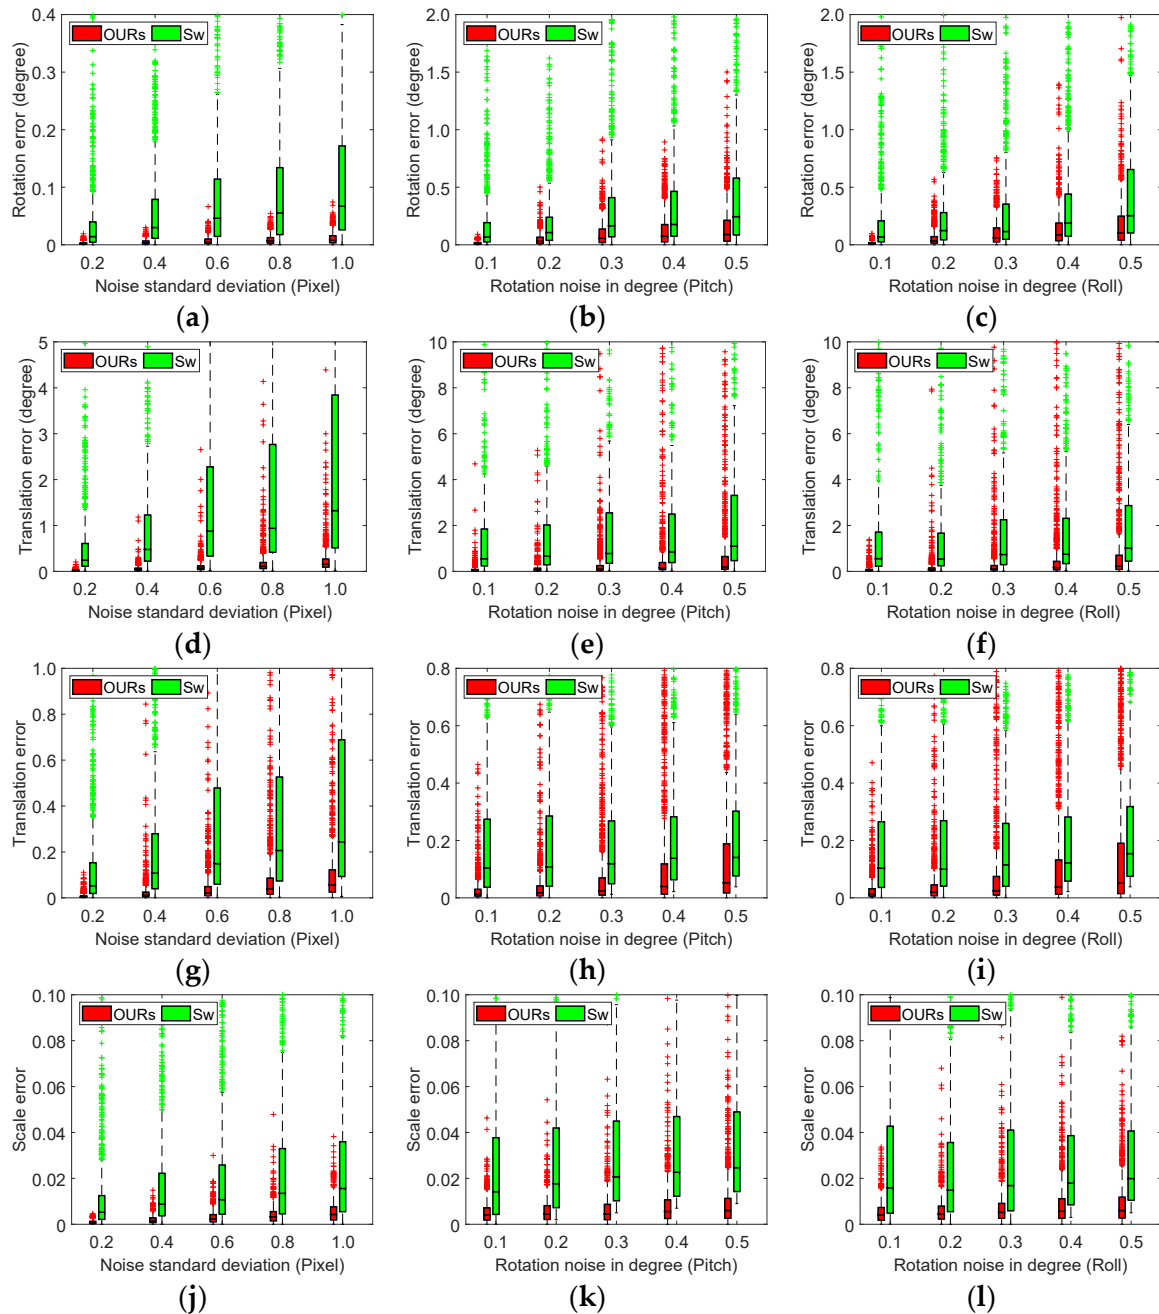 OURs Sw
Rotation error (degree)
0.4
0.3
0.2
0.1
0
0.2 0.4 0.6 0.8 1.0
Noise standard deviation (Pixel)
(a)
OURs Sw
Rotation error (degree)
2.0
1.5
1.0
0.5
0
0.1 0.2 0.3 0.4 0.5
Rotation noise in degree (Pitch)
(b)
OURs Sw
Rotation error (degree)
2.0
1.5
1.0
0.5
0
0.1 0.2 0.3 0.4 0.5
Rotation noise in degree (Roll)
(c)
OURs Sw
Translation error (degree)
5
4
3
2
1
0
0.2 0.4 0.6 0.8 1.0
Noise standard deviation (Pixel)
(d)
OURs Sw
Translation error (degree)
10
8
6
4
2
0
0.1 0.2 0.3 0.4 0.5
Rotation noise in degree (Pitch)
(e)
OURs Sw
Translation error (degree)
10
8
6
4
2
0
0.1 0.2 0.3 0.4 0.5
Rotation noise in degree (Roll)
(f)
OURs Sw
Translation error
1.0
0.8
0.6
0.4
0.2
0
0.2 0.4 0.6 0.8 1.0
Noise standard deviation (Pixel)
(g)
OURs Sw
Translation error
0.8
0.6
0.4
0.2
0
0.1 0.2 0.3 0.4 0.5
Rotation noise in degree (Pitch)
(h)
OURs Sw
Translation error
0.8
0.6
0.4
0.2
0
0.1 0.2 0.3 0.4 0.5
Rotation noise in degree (Roll)
(i)
OURs Sw
Scale error
0.10
0.08
0.06
0.04
0.02
0
0.2 0.4 0.6 0.8 1.0
Noise standard deviation (Pixel)
(j)
OURs Sw
Scale error
0.10
0.08
0.06
0.04
0.02
0
0.1 0.2 0.3 0.4 0.5
Rotation noise in degree (Pitch)
(k)
OURs Sw
Scale error
0.10
0.08
0.06
0.04
0.02
0
0.1 0.2 0.3 0.4 0.5
Rotation noise in degree (Roll)
(l)